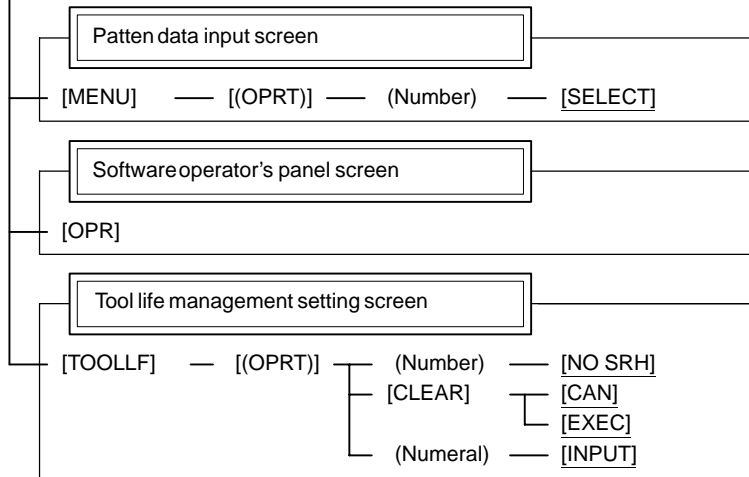 Patten data input screen
[MENU] [(OPRT)] (Number) [SELECT]
Software operator's panel screen
[OPR]
Tool life management setting screen
[TOOLLF] [(OPRT)] (Number) [NO SRH]
[CLEAR] [CAN]
[EXEC]
(Numeral) [INPUT]